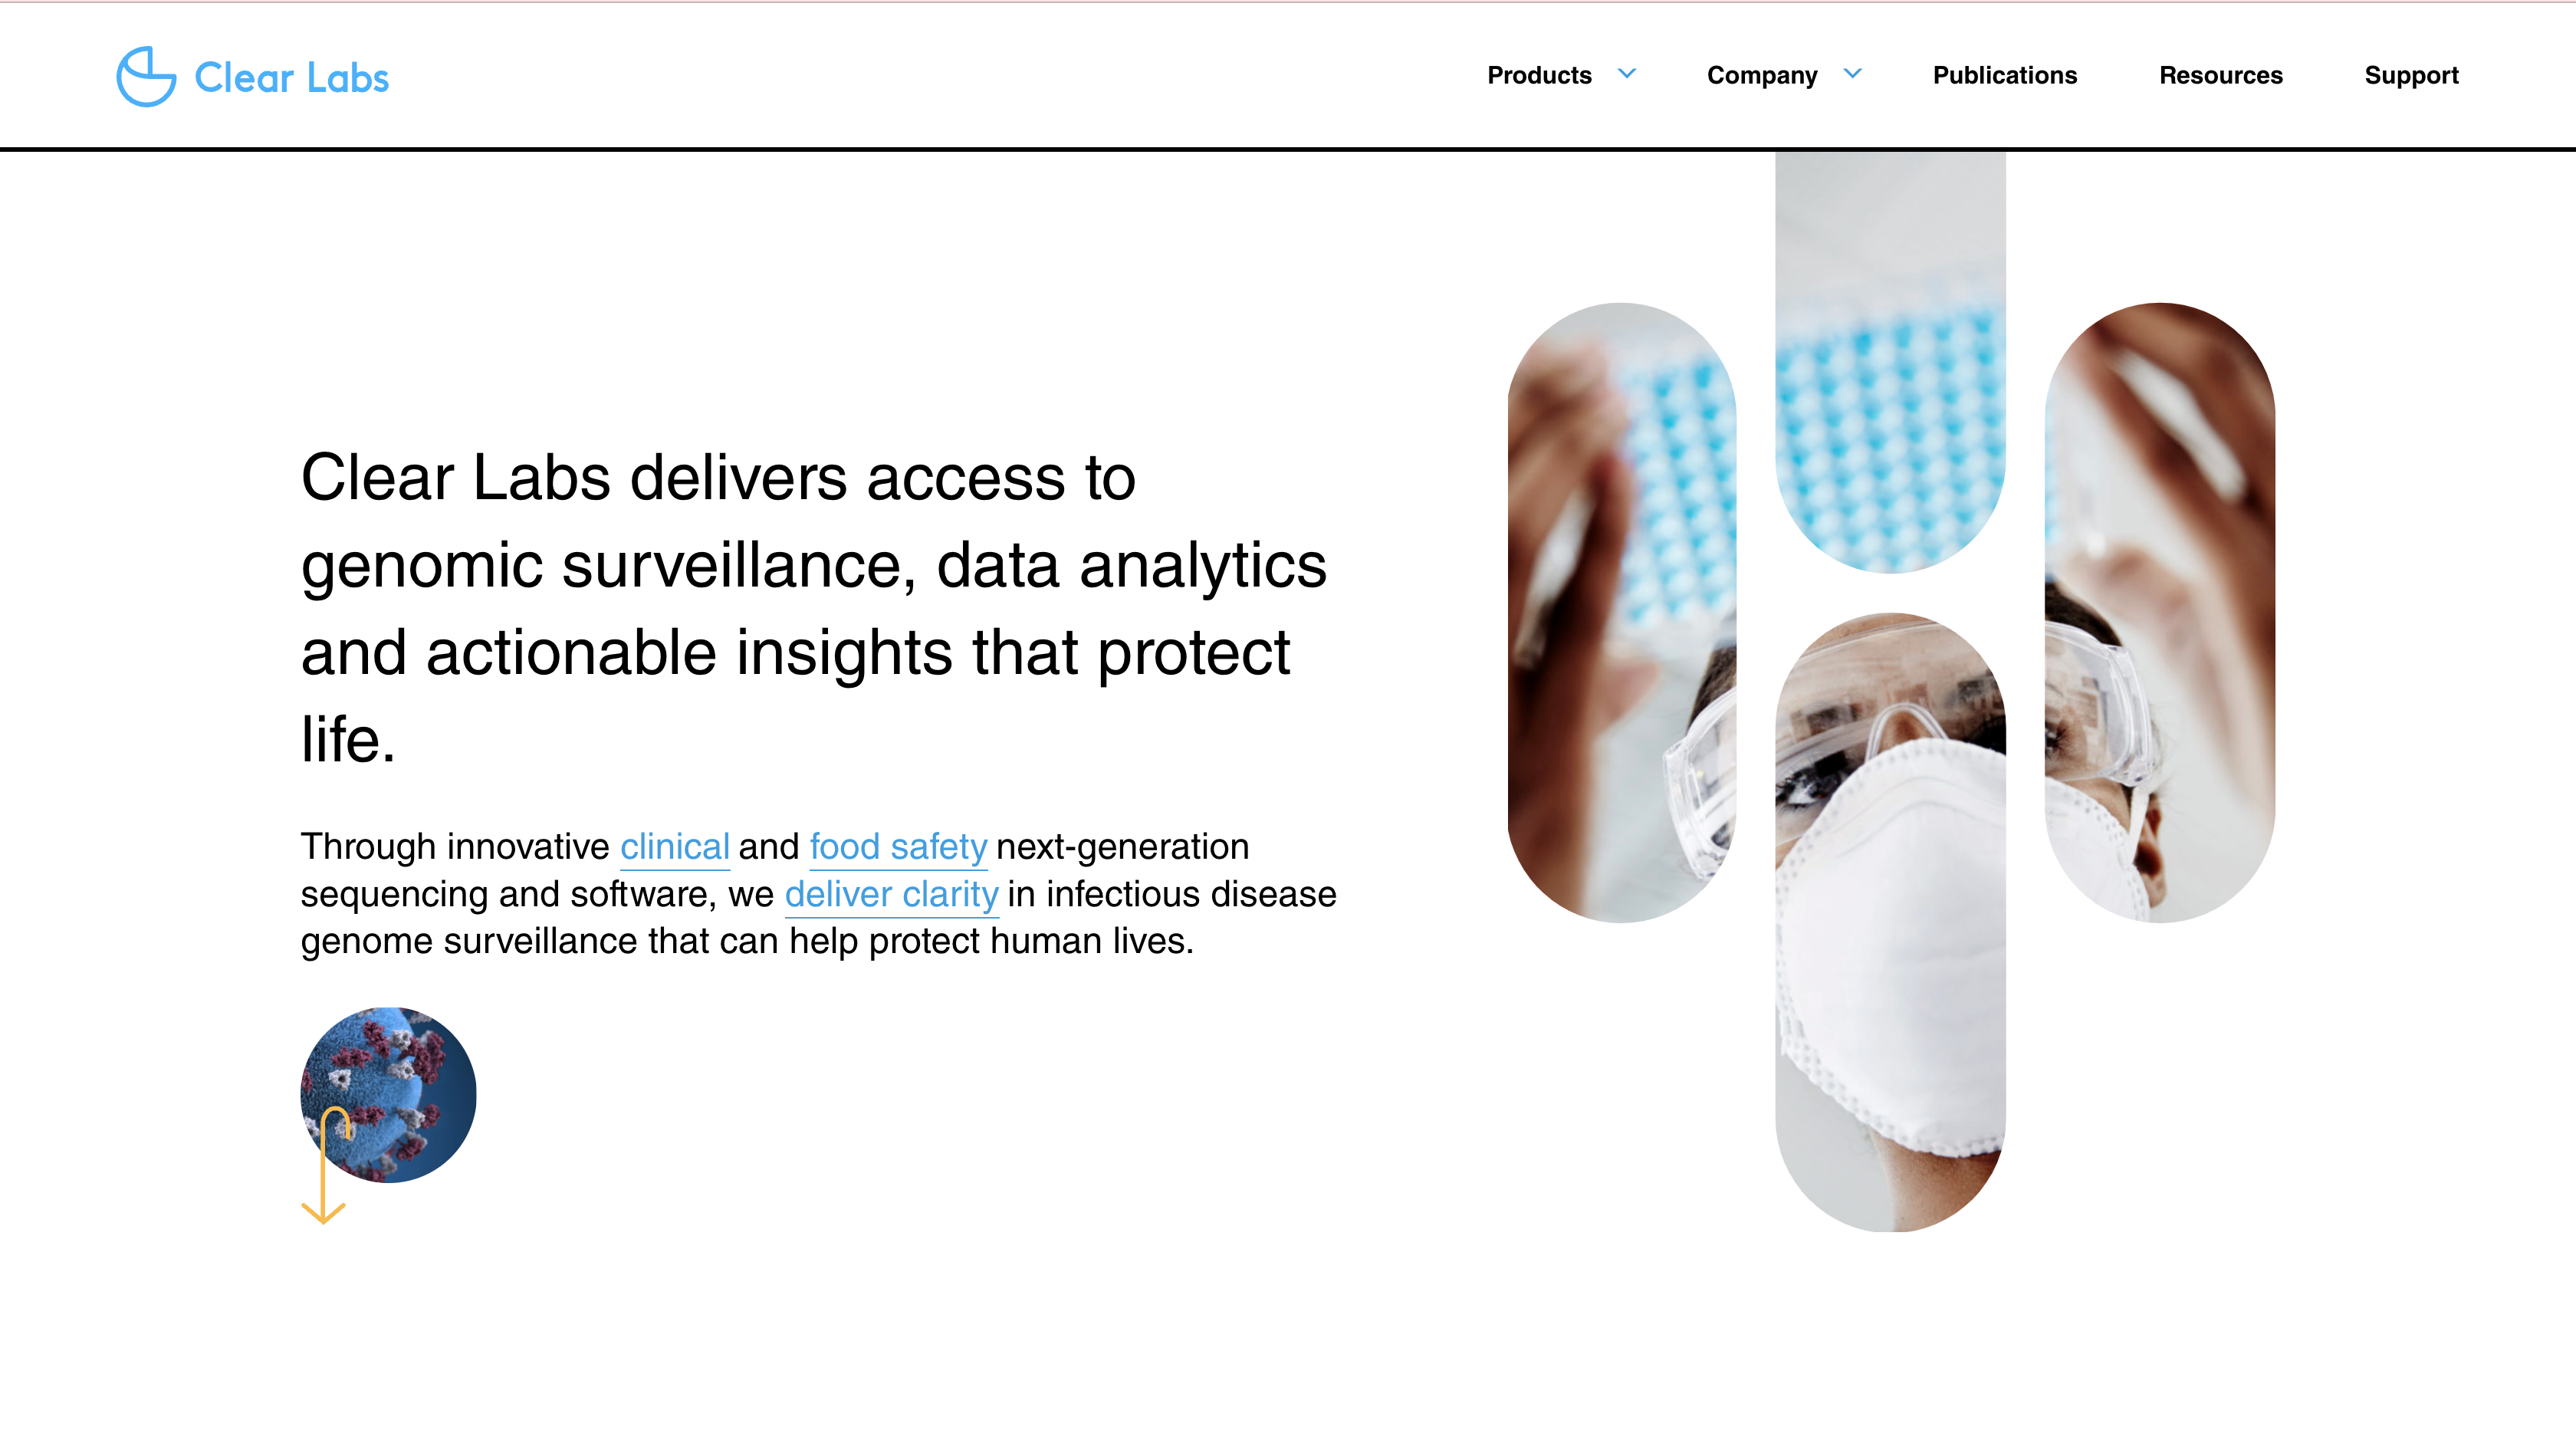 Clear Labs
Products
Company
Publications
Resources
Support
Clear Labs delivers access to
genomic surveillance, data analytics
and actionable insights that protect
life.
Through innovative clinical and food safety next-generation
sequencing and software, we deliver clarity in infectious disease
genome surveillance that can help protect human lives.